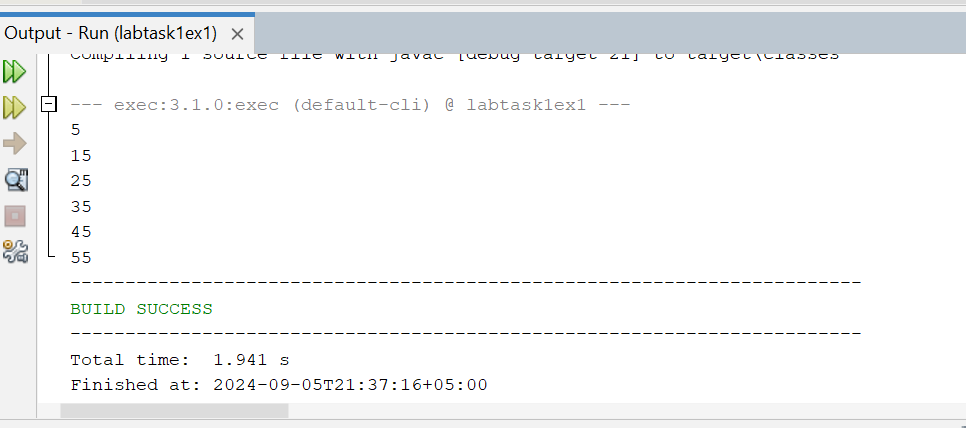 Output - Run (labtask1ex1) ×
Compiling 1 source file with javac [debug target 21] to target\classes
--- exec:3.1.0:exec (default-cli) @ labtask1ex1 ---
5
15
25
35
45
55
------------------------------------------------------------------------
BUILD SUCCESS
------------------------------------------------------------------------
Total time:  1.941 s
Finished at: 2024-09-05T21:37:16+05:00